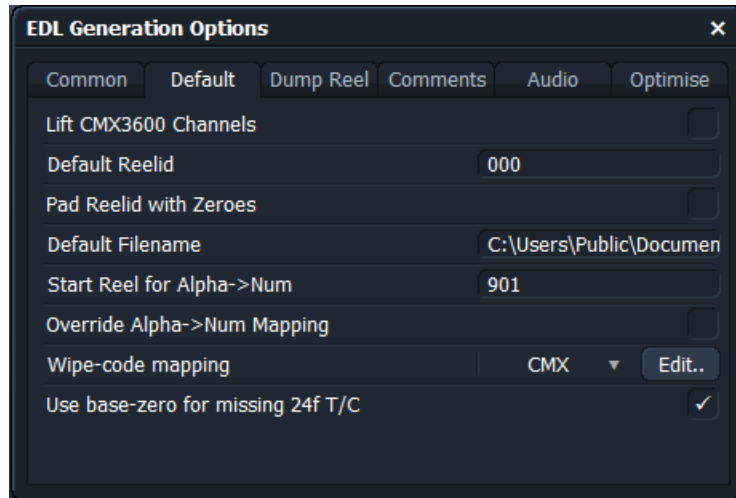 EDL Generation Options
Common Default Dump Reel Comments Audio Optimise
Lift CMX3600 Channels
Default Reelid 000
Pad Reelid with Zeroes
Default Filename C:\Users\Public\Documen
Start Reel for Alpha->Num 901
Override Alpha->Num Mapping
Wipe-code mapping CMX Edit..
Use base-zero for missing 24f T/C